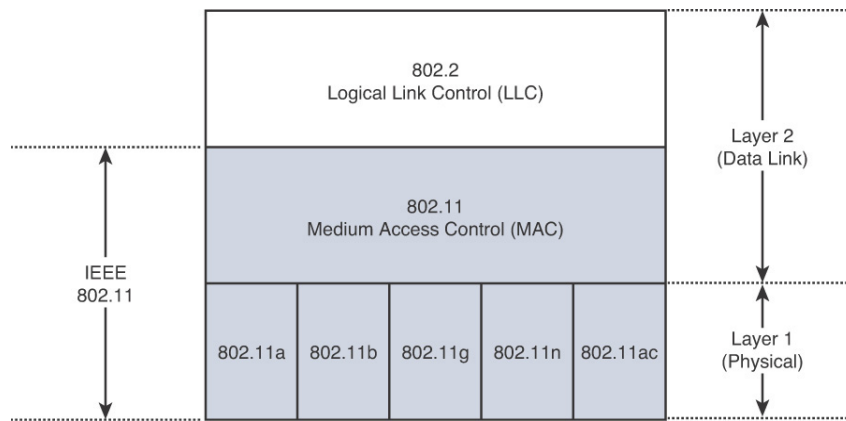 802.2
Logical Link Control (LLC)
Layer 2
(Data Link)
802.11
Medium Access Control (MAC)
IEEE
802.11
802.11a
802.11b
802.11g
802.11n
802.11ac
Layer 1
(Physical)